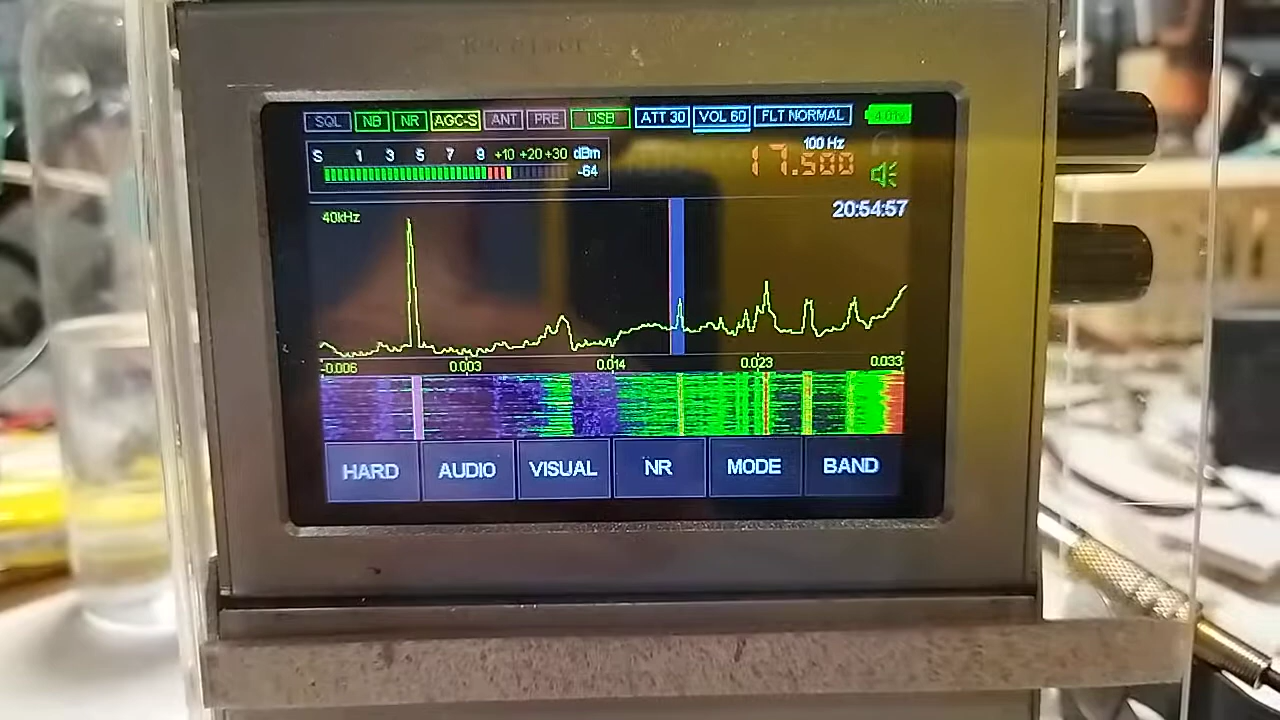 SQL NB NR AGC-S ANT PRE USB ATT 30 VOL 60 FLT NORMAL 4.01v
S 1 3 5 7 9 +10 +20 +30 dBm
-64
100 Hz
17.500
40kHz
20:54:57
-0.006 0.003 0.014 0.023 0.033
HARD AUDIO VISUAL NR MODE BAND